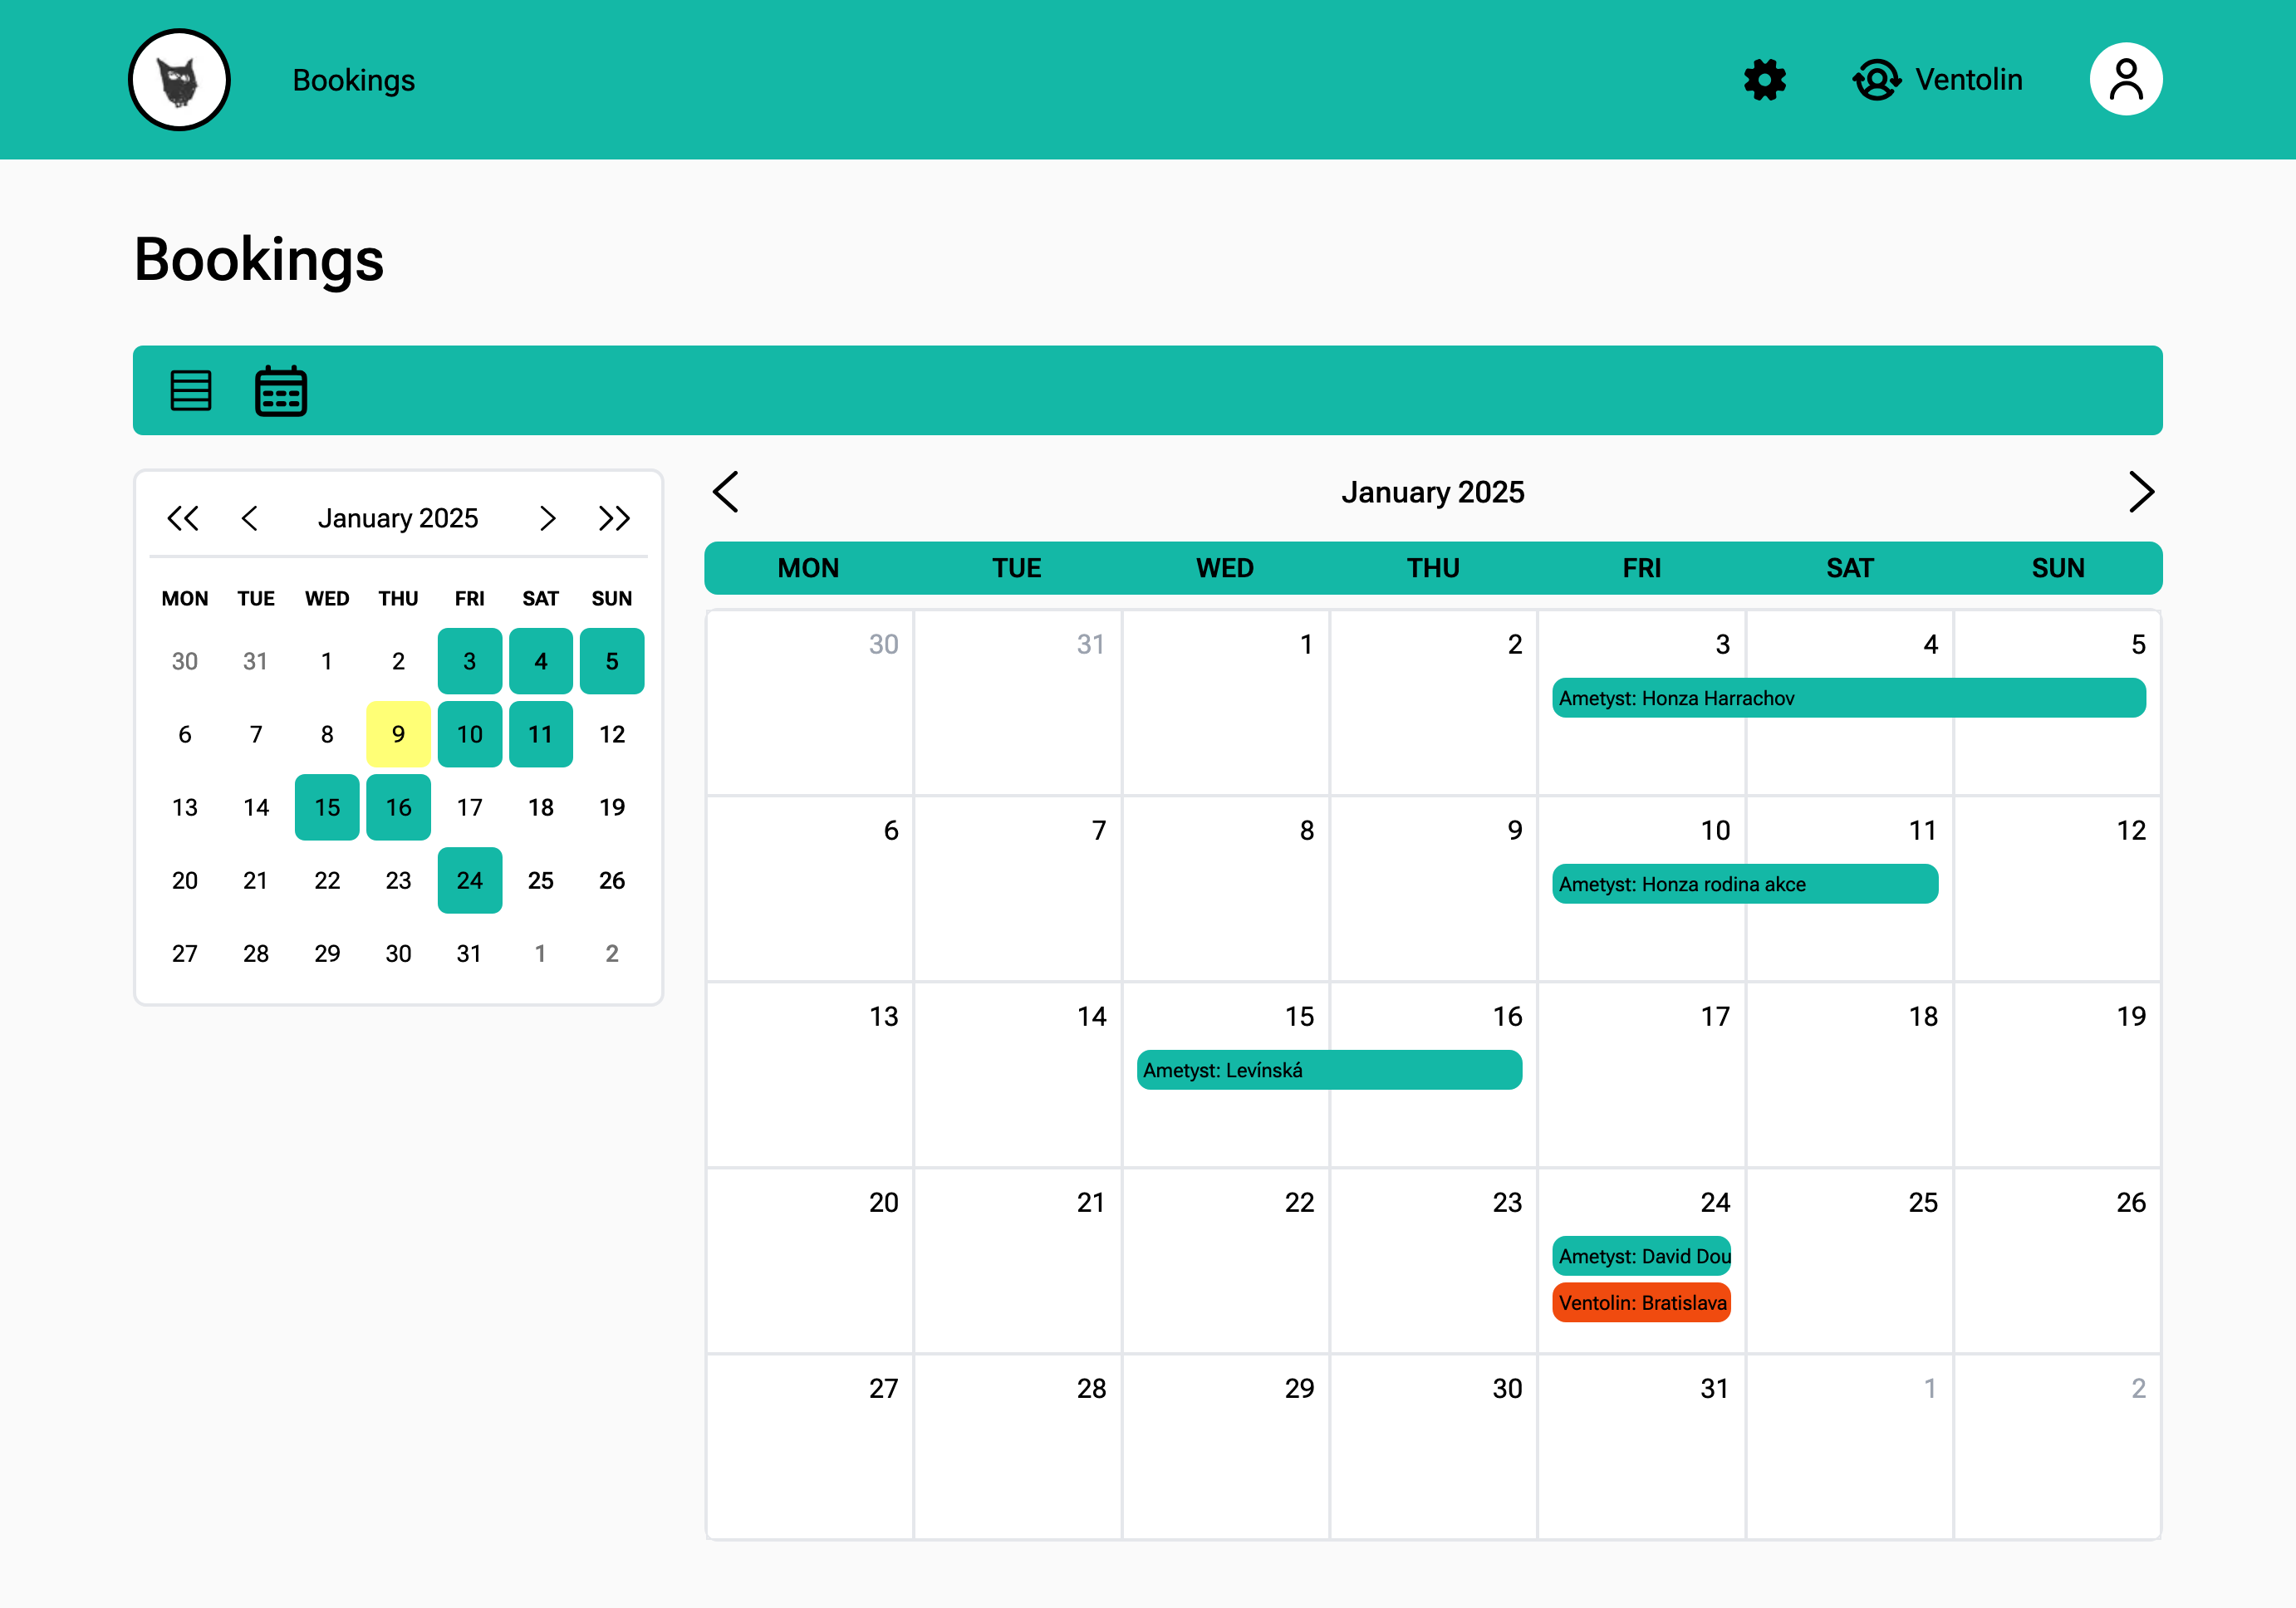 Bookings
Ventolin
Bookings
January 2025
MON TUE WED THU FRI SAT SUN
30 31 1 2 3 4 5
6 7 8 9 10 11 12
13 14 15 16 17 18 19
20 21 22 23 24 25 26
27 28 29 30 31 1 2
January 2025
MON TUE WED THU FRI SAT SUN
30 31 1 2 3 4 5
Ametyst: Honza Harrachov
6 7 8 9 10 11 12
Ametyst: Honza rodina akce
13 14 15 16 17 18 19
Ametyst: Levínská
20 21 22 23 24 25 26
Ametyst: David Dou
Ventolin: Bratislava
27 28 29 30 31 1 2